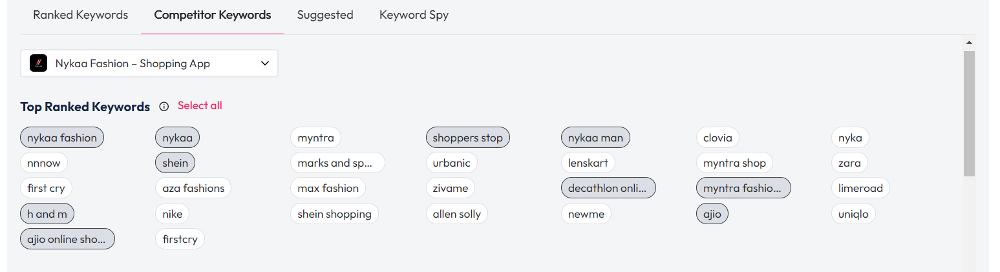 Ranked Keywords Competitor Keywords Suggested Keyword Spy
Nykaa Fashion – Shopping App
Top Ranked Keywords Select all
nykaa fashion nykaa myntra shoppers stop nykaa man clovia nyka
nnnow shein marks and sp... urbanic lenskart myntra shop zara
first cry aza fashions max fashion zivame decathlon onli... myntra fashio... limeroad
h and m nike shein shopping allen solly newme ajio uniqlo
ajio online sho... firstcry